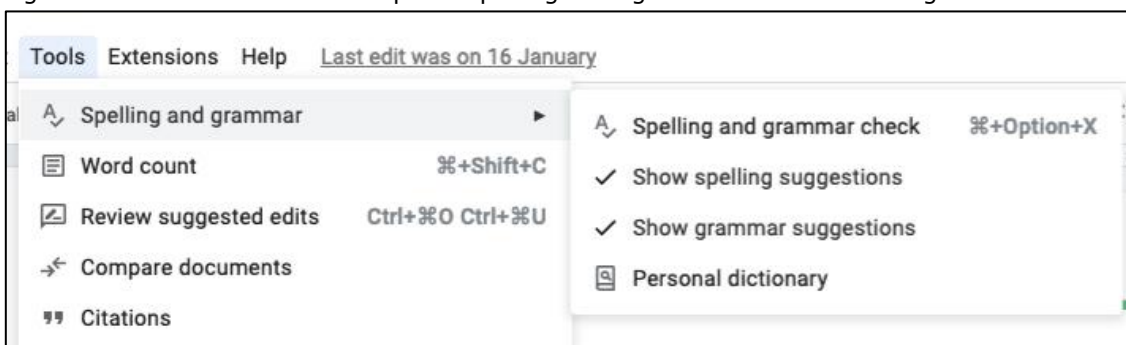 Tools Extensions Help Last edit was on 16 January
Spelling and grammar
Word count ⌘+Shift+C
Review suggested edits Ctrl+⌘O Ctrl+⌘U
Compare documents
Citations
Spelling and grammar check ⌘+Option+X
Show spelling suggestions
Show grammar suggestions
Personal dictionary